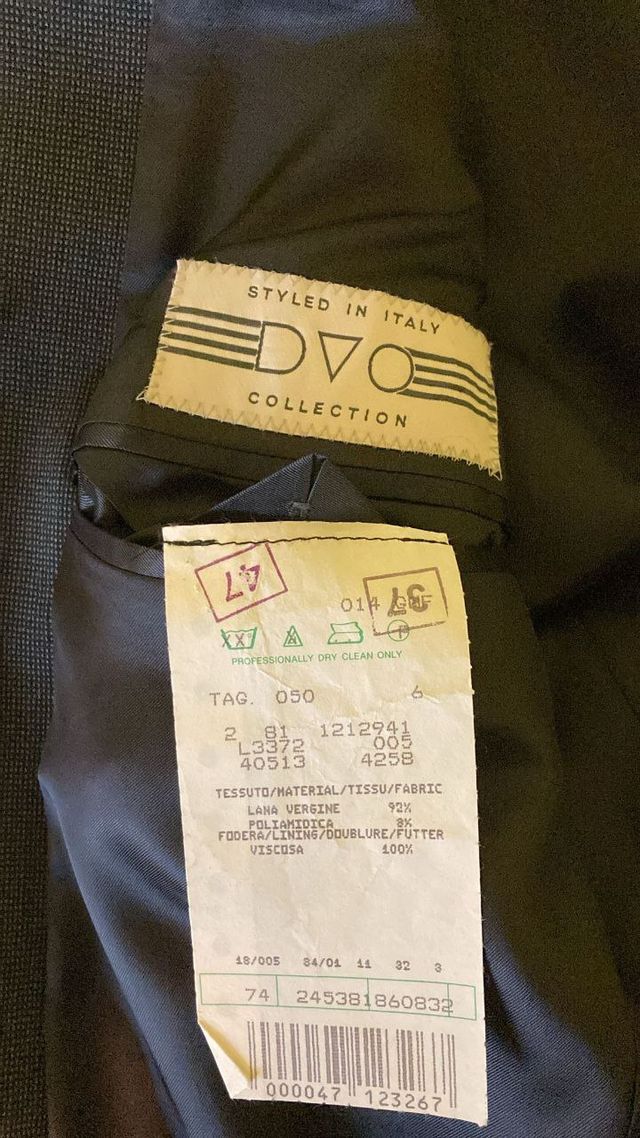 STYLED IN ITALY
DVO
COLLECTION
47
37
014 GMF
PROFESSIONALLY DRY CLEAN ONLY
TAG. 050 6
2 81 1212941
L3372 005
40513 4258
TESSUTO/MATERIAL/TISSU/FABRIC
LANA VERGINE 92%
POLIAMIDICA 8%
FODERA/LINING/DOUBLURE/FUTTER
VISCOSA 100%
18/005 84/01 11 32 3
74 245381860832
000047 123267